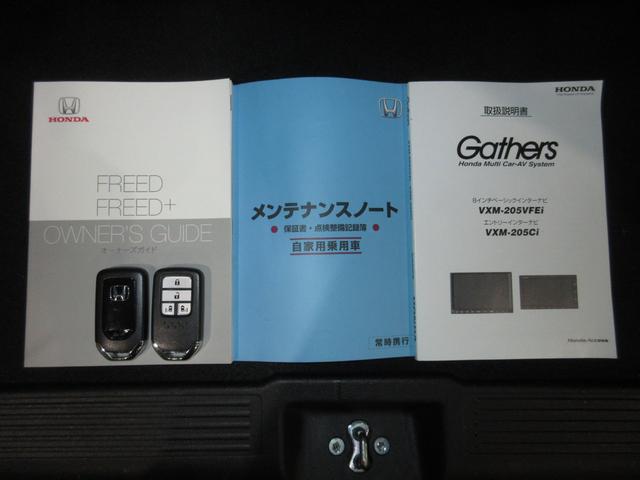 HONDA
FREED
FREED+
OWNER'S GUIDE
オーナーズガイド
メンテナンスノート
保証書・点検整備記録簿
自家用乗用車
常時携行
HONDA
取扱説明書
Gathers
Honda Multi Car-AV System
8インチベーシックインターナビ
VXM-205VFEi
エントリーインターナビ
VXM-205Ci
Honda Access